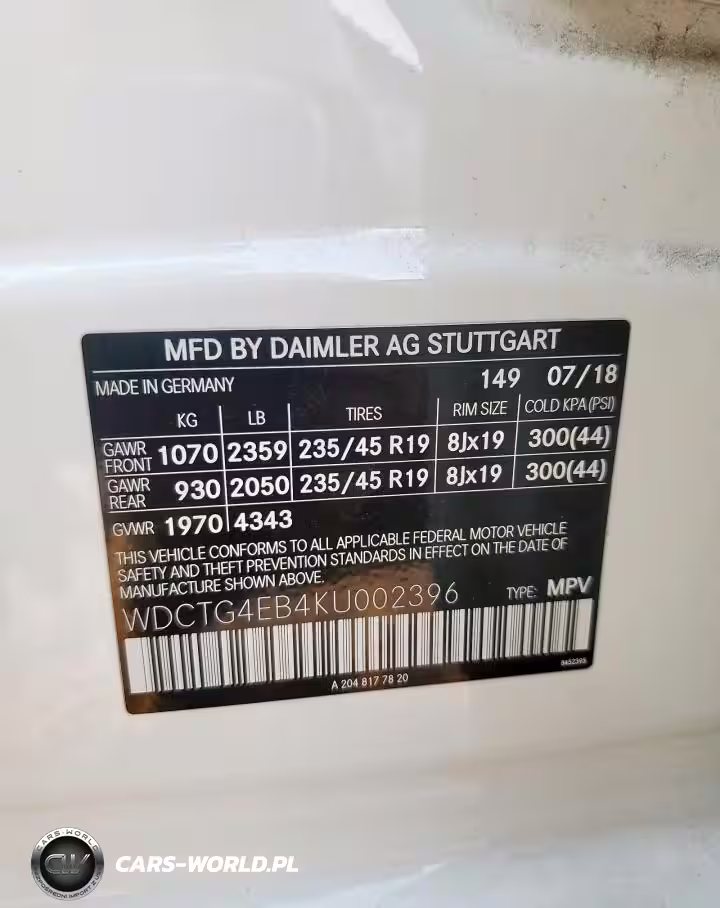 MFD BY DAIMLER AG STUTTGART
MADE IN GERMANY 149 07/18
KG LB TIRES RIM SIZE COLD KPA (PSI)
GAWR FRONT 1070 2359 235/45 R19 8Jx19 300(44)
GAWR REAR 930 2050 235/45 R19 8Jx19 300(44)
GVWR 1970 4343
THIS VEHICLE CONFORMS TO ALL APPLICABLE FEDERAL MOTOR VEHICLE
SAFETY AND THEFT PREVENTION STANDARDS IN EFFECT ON THE DATE OF
MANUFACTURE SHOWN ABOVE.
WDCTG4EB4KU002396 TYPE: MPV
A 204 817 78 20
CARS-WORLD
CW
CARS-WORLD.PL